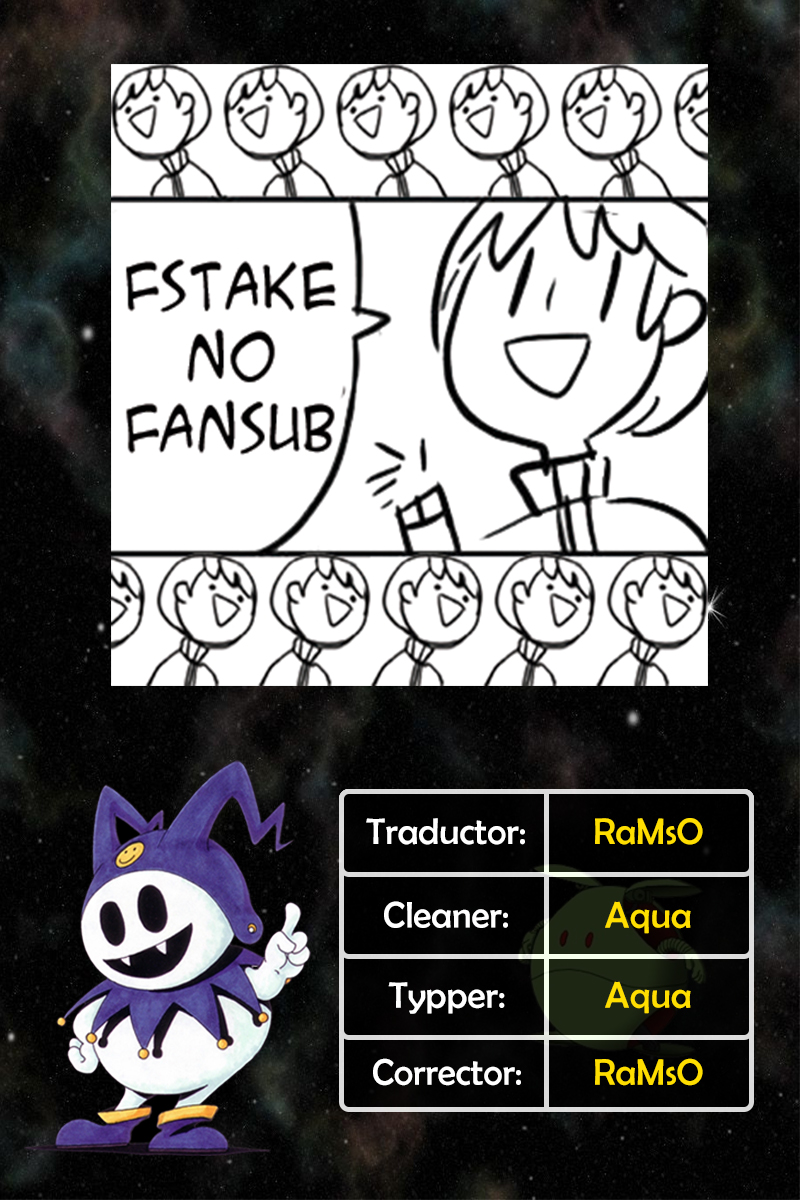 FSTAKE
NO
FANSUB
Traductor: RaMsO
Cleaner: Aqua
Typper: Aqua
Corrector: RaMsO